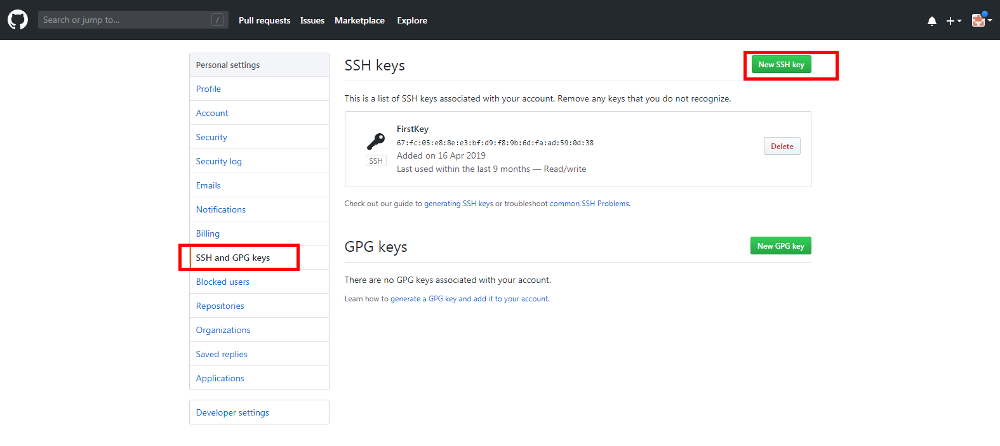 Search or jump to... /
Pull requests Issues Marketplace Explore
Personal settings
Profile
Account
Security
Security log
Emails
Notifications
Billing
SSH and GPG keys
Blocked users
Repositories
Organizations
Saved replies
Applications
Developer settings
SSH keys
New SSH key
This is a list of SSH keys associated with your account. Remove any keys that you do not recognize.
SSH
FirstKey
67:fc:05:e8:8e:e3:bf:d9:f8:9b:6d:fa:ad:59:0d:38
Added on 16 Apr 2019
Last used within the last 9 months — Read/write
Delete
Check out our guide to generating SSH keys or troubleshoot common SSH Problems.
GPG keys
New GPG key
There are no GPG keys associated with your account.
Learn how to generate a GPG key and add it to your account.